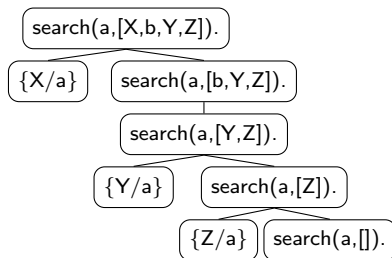 search(a,[X,b,Y,Z]).
{X/a} search(a,[b,Y,Z]).
search(a,[Y,Z]).
{Y/a} search(a,[Z]).
{Z/a} search(a,[]).